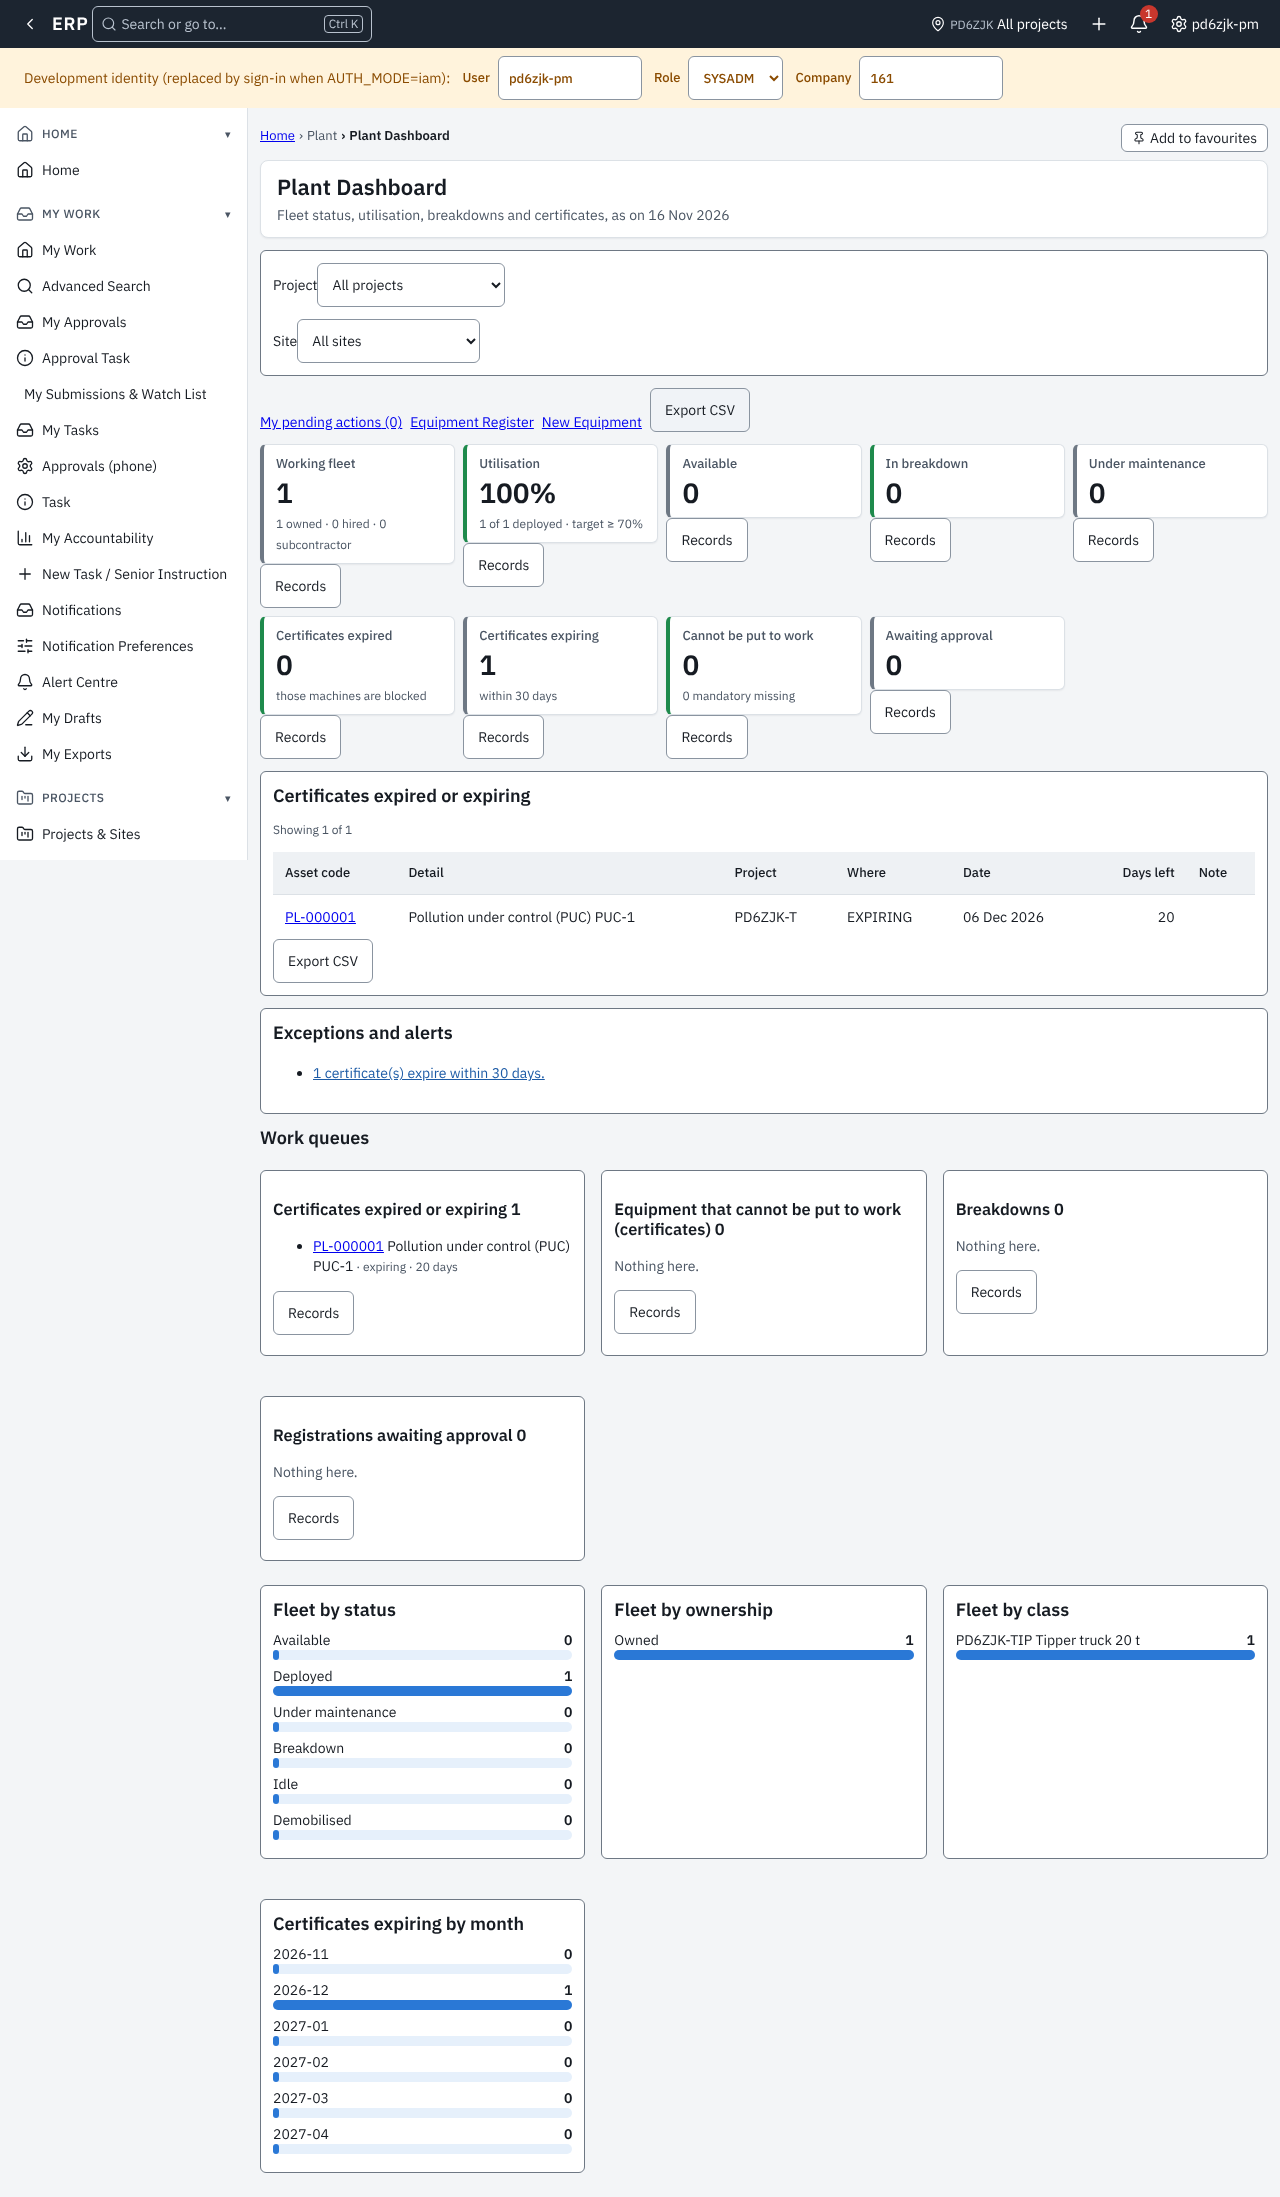 ERP
Search or go to... Ctrl K
PD6ZJK All projects
1
pd6zjk-pm
Development identity (replaced by sign-in when AUTH_MODE=iam): User pd6zjk-pm Role SYSADM Company 161
HOME
Home
MY WORK
My Work
Advanced Search
My Approvals
Approval Task
My Submissions & Watch List
My Tasks
Approvals (phone)
Task
My Accountability
New Task / Senior Instruction
Notifications
Notification Preferences
Alert Centre
My Drafts
My Exports
PROJECTS
Projects & Sites
Home › Plant › Plant Dashboard
Add to favourites
Plant Dashboard
Fleet status, utilisation, breakdowns and certificates, as on 16 Nov 2026
Project All projects
Site All sites
My pending actions (0) Equipment Register New Equipment Export CSV
Working fleet
1
1 owned · 0 hired · 0
subcontractor
Records
Utilisation
100%
1 of 1 deployed · target ≥ 70%
Records
Available
0
Records
In breakdown
0
Records
Under maintenance
0
Records
Certificates expired
0
those machines are blocked
Records
Certificates expiring
1
within 30 days
Records
Cannot be put to work
0
0 mandatory missing
Records
Awaiting approval
0
Records
Certificates expired or expiring
Showing 1 of 1
Asset code Detail Project Where Date Days left Note
PL-000001 Pollution under control (PUC) PUC-1 PD6ZJK-T EXPIRING 06 Dec 2026 20
Export CSV
Exceptions and alerts
• 1 certificate(s) expire within 30 days.
Work queues
Certificates expired or expiring 1
• PL-000001 Pollution under control (PUC)
PUC-1 · expiring · 20 days
Records
Equipment that cannot be put to work
(certificates) 0
Nothing here.
Records
Breakdowns 0
Nothing here.
Records
Registrations awaiting approval 0
Nothing here.
Records
Fleet by status
Available 0
Deployed 1
Under maintenance 0
Breakdown 0
Idle 0
Demobilised 0
Fleet by ownership
Owned 1
Fleet by class
PD6ZJK-TIP Tipper truck 20 t 1
Certificates expiring by month
2026-11 0
2026-12 1
2027-01 0
2027-02 0
2027-03 0
2027-04 0